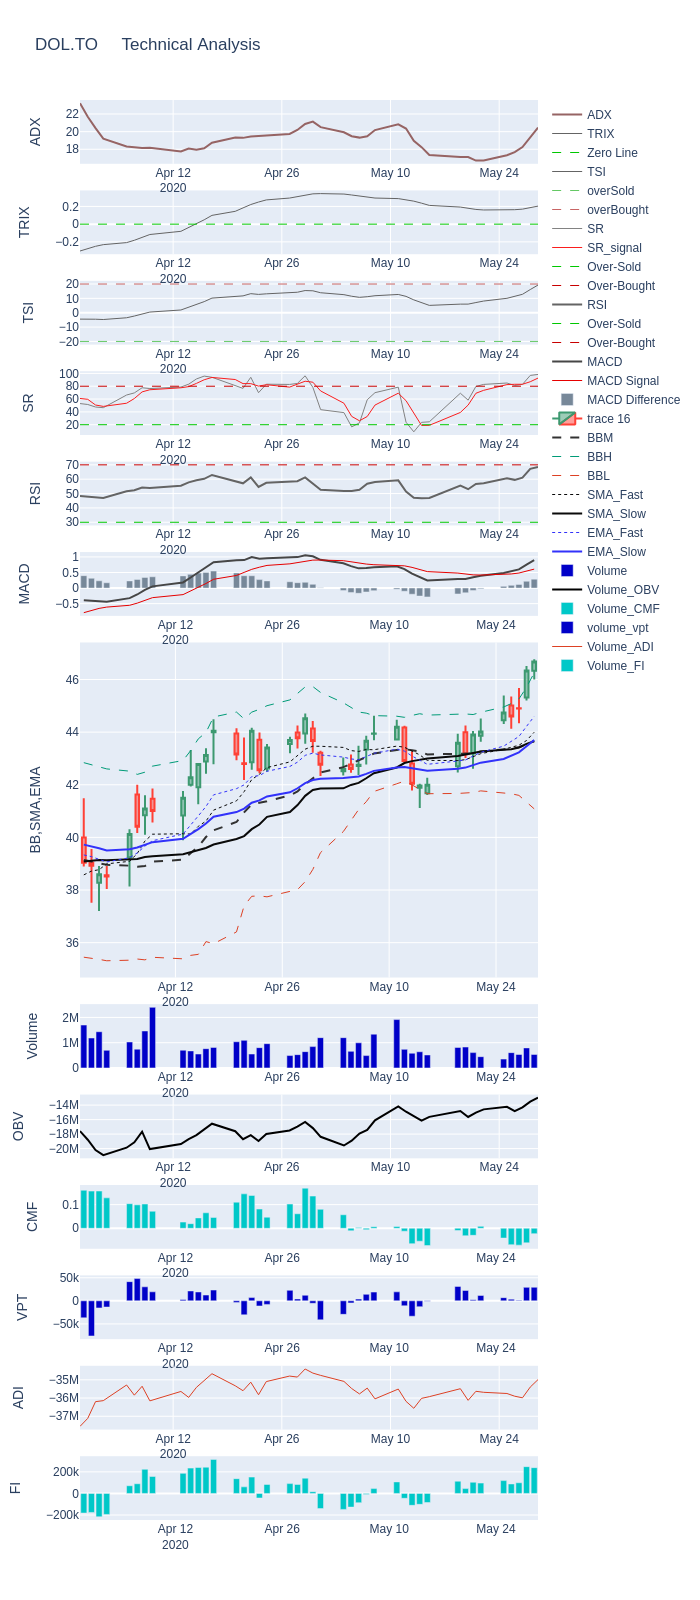 DOL.TO Technical Analysis
ADX
22
20
18
Apr 12
2020
Apr 26
May 10
May 24
TRIX
0.2
0
−0.2
Apr 12
2020
Apr 26
May 10
May 24
TSI
20
10
0
−10
−20
Apr 12
2020
Apr 26
May 10
May 24
SR
100
80
60
40
20
Apr 12
2020
Apr 26
May 10
May 24
RSI
70
60
50
40
30
Apr 12
2020
Apr 26
May 10
May 24
MACD
1
0.5
0
−0.5
Apr 12
2020
Apr 26
May 10
May 24
BB,SMA,EMA
46
44
42
40
38
36
Apr 12
2020
Apr 26
May 10
May 24
Volume
2M
1M
0
Apr 12
2020
Apr 26
May 10
May 24
OBV
−14M
−16M
−18M
−20M
Apr 12
2020
Apr 26
May 10
May 24
CMF
0.1
0
Apr 12
2020
Apr 26
May 10
May 24
VPT
50k
0
−50k
Apr 12
2020
Apr 26
May 10
May 24
ADI
−35M
−36M
−37M
Apr 12
2020
Apr 26
May 10
May 24
FI
200k
0
−200k
Apr 12
2020
Apr 26
May 10
May 24
ADX
TRIX
Zero Line
TSI
overSold
overBought
SR
SR_signal
Over-Sold
Over-Bought
RSI
Over-Sold
Over-Bought
MACD
MACD Signal
MACD Difference
trace 16
BBM
BBH
BBL
SMA_Fast
SMA_Slow
EMA_Fast
EMA_Slow
Volume
Volume_OBV
Volume_CMF
volume_vpt
Volume_ADI
Volume_FI